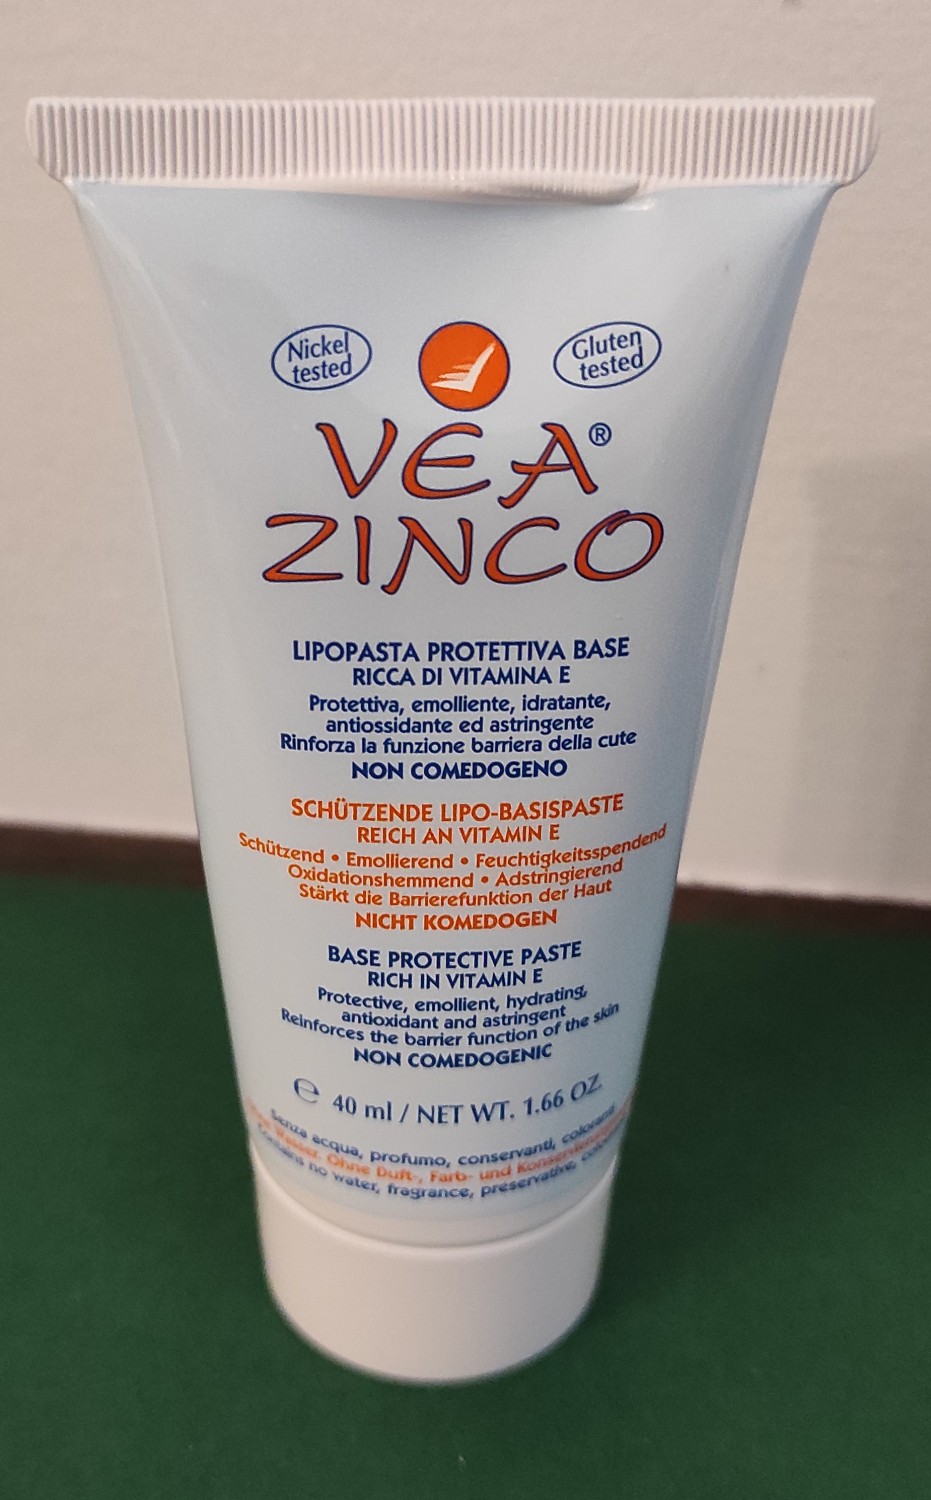 Nickel
tested
Gluten
tested
VEA®
ZINCO
LIPOPASTA PROTETTIVA BASE
RICCA DI VITAMINA E
Protettiva, emolliente, idratante,
antiossidante ed astringente
Rinforza la funzione barriera della cute
NON COMEDOGENO
SCHÜTZENDE LIPO-BASISPASTE
REICH AN VITAMIN E
Schützend • Emollierend • Feuchtigkeitsspendend
Oxidationshemmend • Adstringierend
Stärkt die Barrierefunktion der Haut
NICHT KOMEDOGEN
BASE PROTECTIVE PASTE
RICH IN VITAMIN E
Protective, emollient, hydrating,
antioxidant and astringent
Reinforces the barrier function of the skin
NON COMEDOGENIC
℮ 40 ml / NET WT. 1.66 OZ.
Senza acqua, profumo, conservanti, coloranti
Wasser. Ohne Duft-, Farb- und
Contains no water, fragrance, preservative,